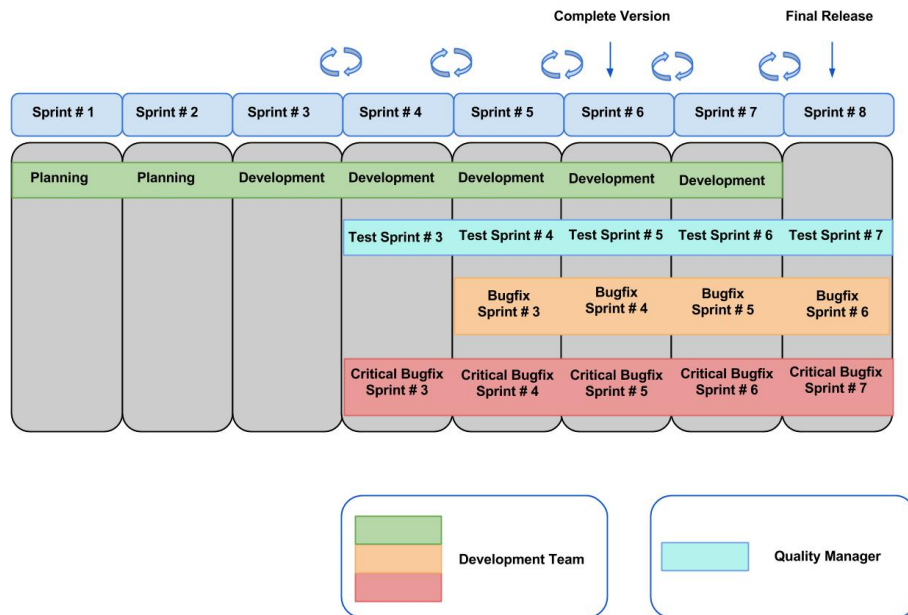 Complete Version
Final Release
Sprint # 1
Sprint # 2
Sprint # 3
Sprint # 4
Sprint # 5
Sprint # 6
Sprint # 7
Sprint # 8
Planning
Planning
Development
Development
Development
Development
Development
Test Sprint # 3
Test Sprint # 4
Test Sprint # 5
Test Sprint # 6
Test Sprint # 7
Bugfix
Sprint # 3
Bugfix
Sprint # 4
Bugfix
Sprint # 5
Bugfix
Sprint # 6
Critical Bugfix
Sprint # 3
Critical Bugfix
Sprint # 4
Critical Bugfix
Sprint # 5
Critical Bugfix
Sprint # 6
Critical Bugfix
Sprint # 7
Development Team
Quality Manager